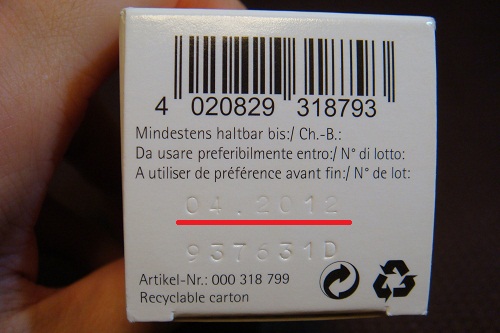 4 020829 318793
Mindestens haltbar bis:/ Ch.-B.:
Da usare preferibilmente entro:/ N° di lotto:
A utiliser de préférence avant fin:/ N° de lot:
04.2012
937631D
Artikel-Nr.: 000 318 799
Recyclable carton